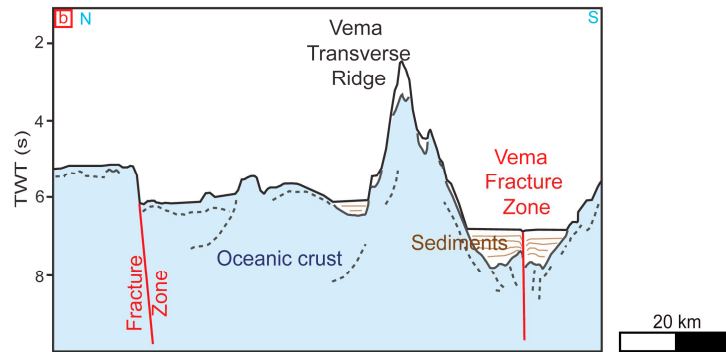 b N
S
Vema
Transverse
Ridge
2
4
6
8
TWT (s)
Vema
Fracture
Zone
Sediments
Oceanic crust
Fracture
Zone
20 km